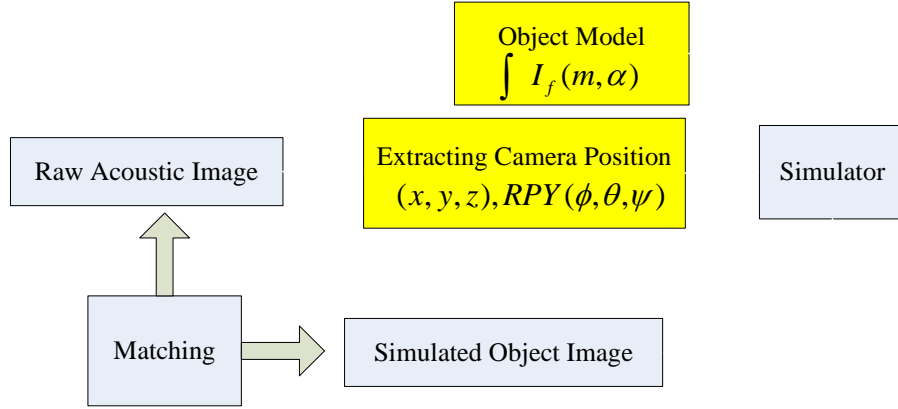 Object Model
∫ I_f (m, α)
Raw Acoustic Image
Extracting Camera Position
(x, y, z), RPY (ϕ, θ, ψ)
Simulator
Matching
Simulated Object Image